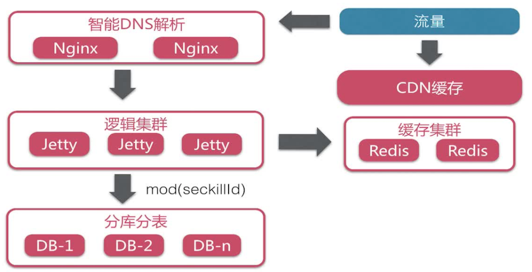 智能DNS解析
Nginx Nginx
流量
CDN缓存
逻辑集群
Jetty Jetty Jetty
缓存集群
Redis Redis
mod(seckillId)
分库分表
DB-1 DB-2 DB-n